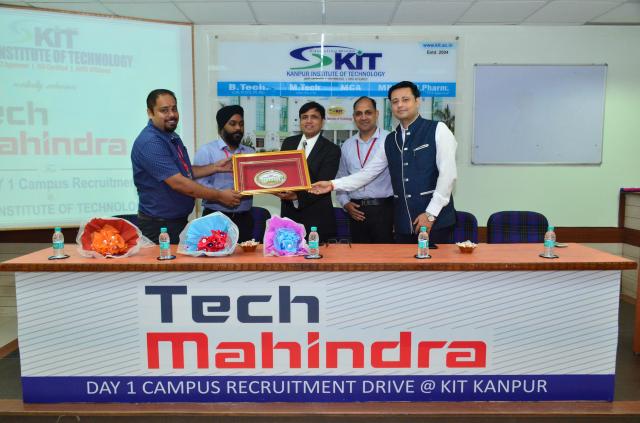 KiT
INSTITUTE OF TECHNOLOGY
Tech
Mahindra
DAY 1 Campus Recruitment
INSTITUTE OF TECHNOLOGY
www.kit.ac.in
Estd. 2004
KiT
KANPUR INSTITUTE OF TECHNOLOGY
B.Tech. M.Tech MCA Pharm.
Tech
Mahindra
DAY 1 CAMPUS RECRUITMENT DRIVE @ KIT KANPUR